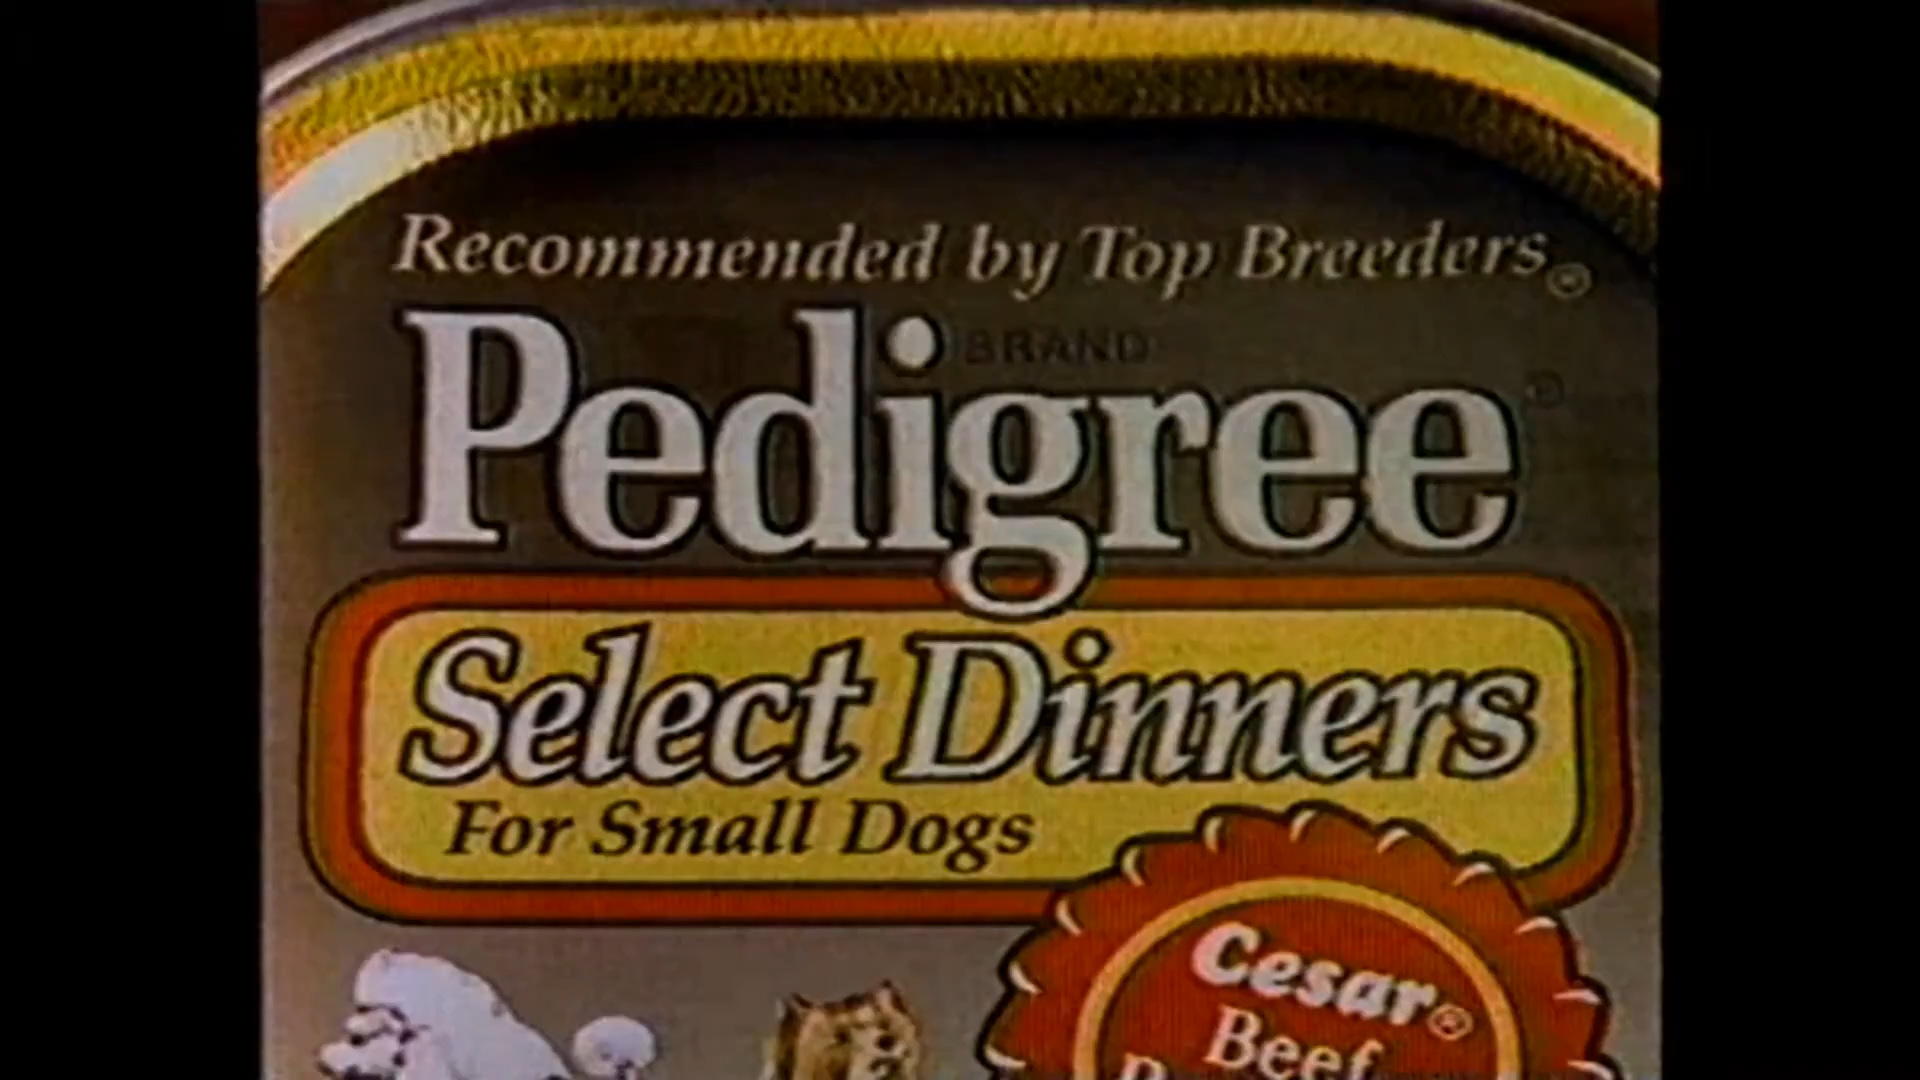 Recommended by Top Breeders®
Pedigree®
BRAND
Select Dinners
For Small Dogs
Cesar®
Beef